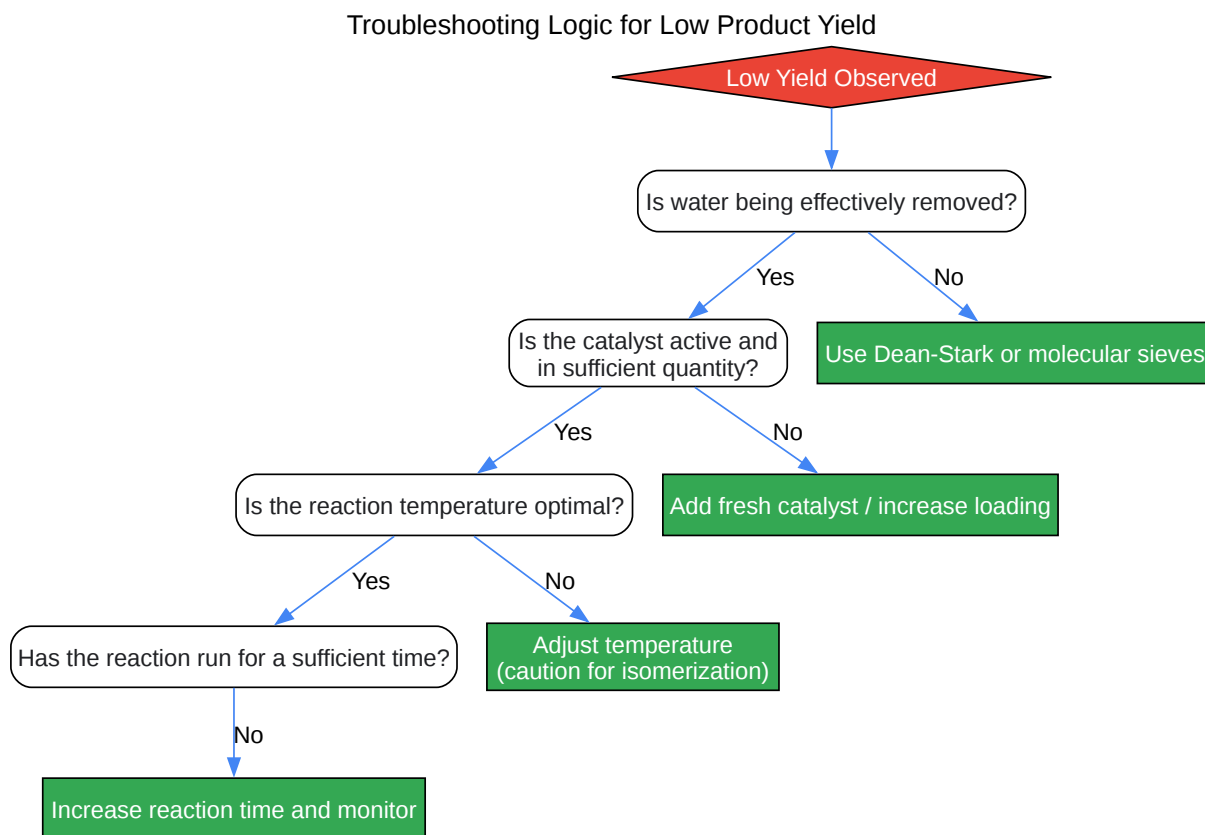 Troubleshooting Logic for Low Product Yield
Low Yield Observed
Is water being effectively removed?
Yes
No
Is the catalyst active and
in sufficient quantity?
Use Dean-Stark or molecular sieves
Yes
No
Is the reaction temperature optimal?
Add fresh catalyst / increase loading
Yes
No
Has the reaction run for a sufficient time?
Adjust temperature
(caution for isomerization)
No
Increase reaction time and monitor